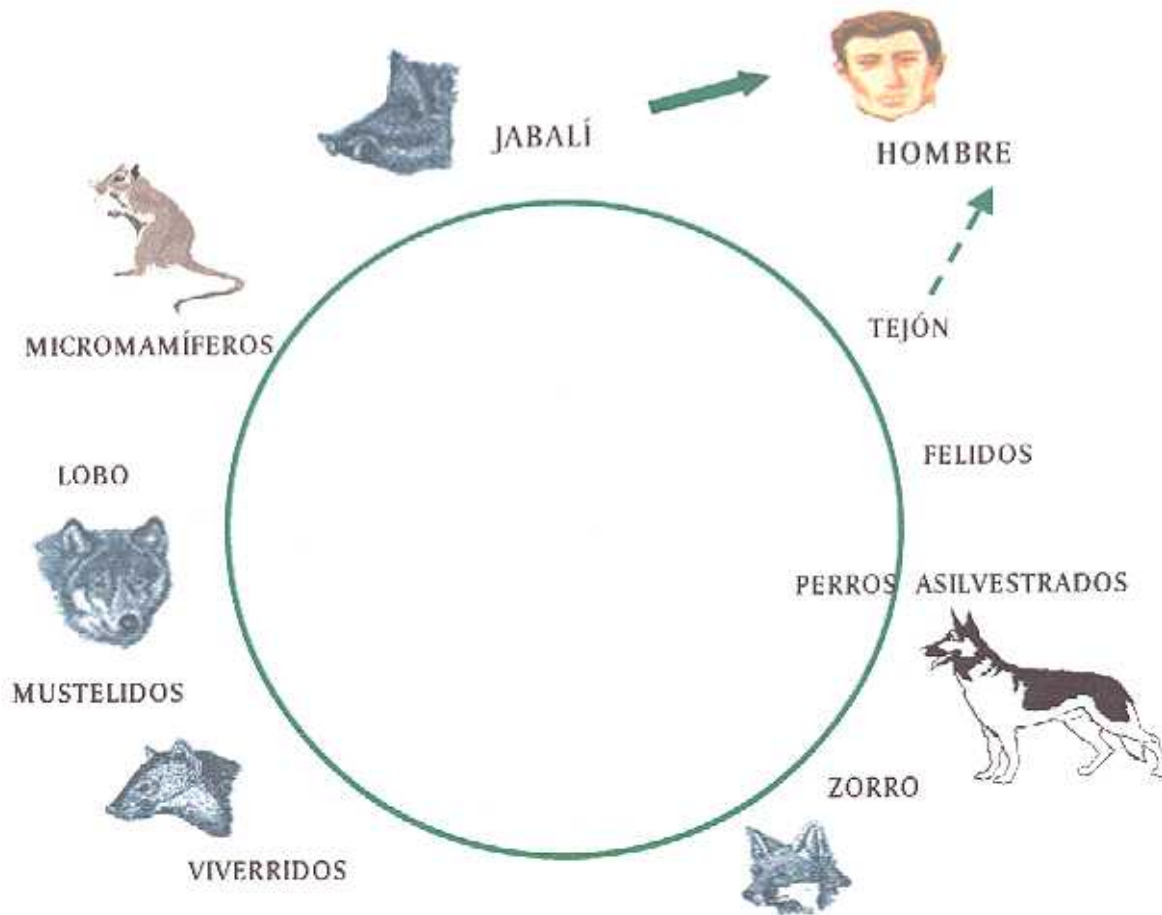 JABALÍ
HOMBRE
MICROMAMÍFEROS
TEJÓN
LOBO
FELIDOS
PERROS ASILVESTRADOS
MUSTELIDOS
ZORRO
VIVERRIDOS